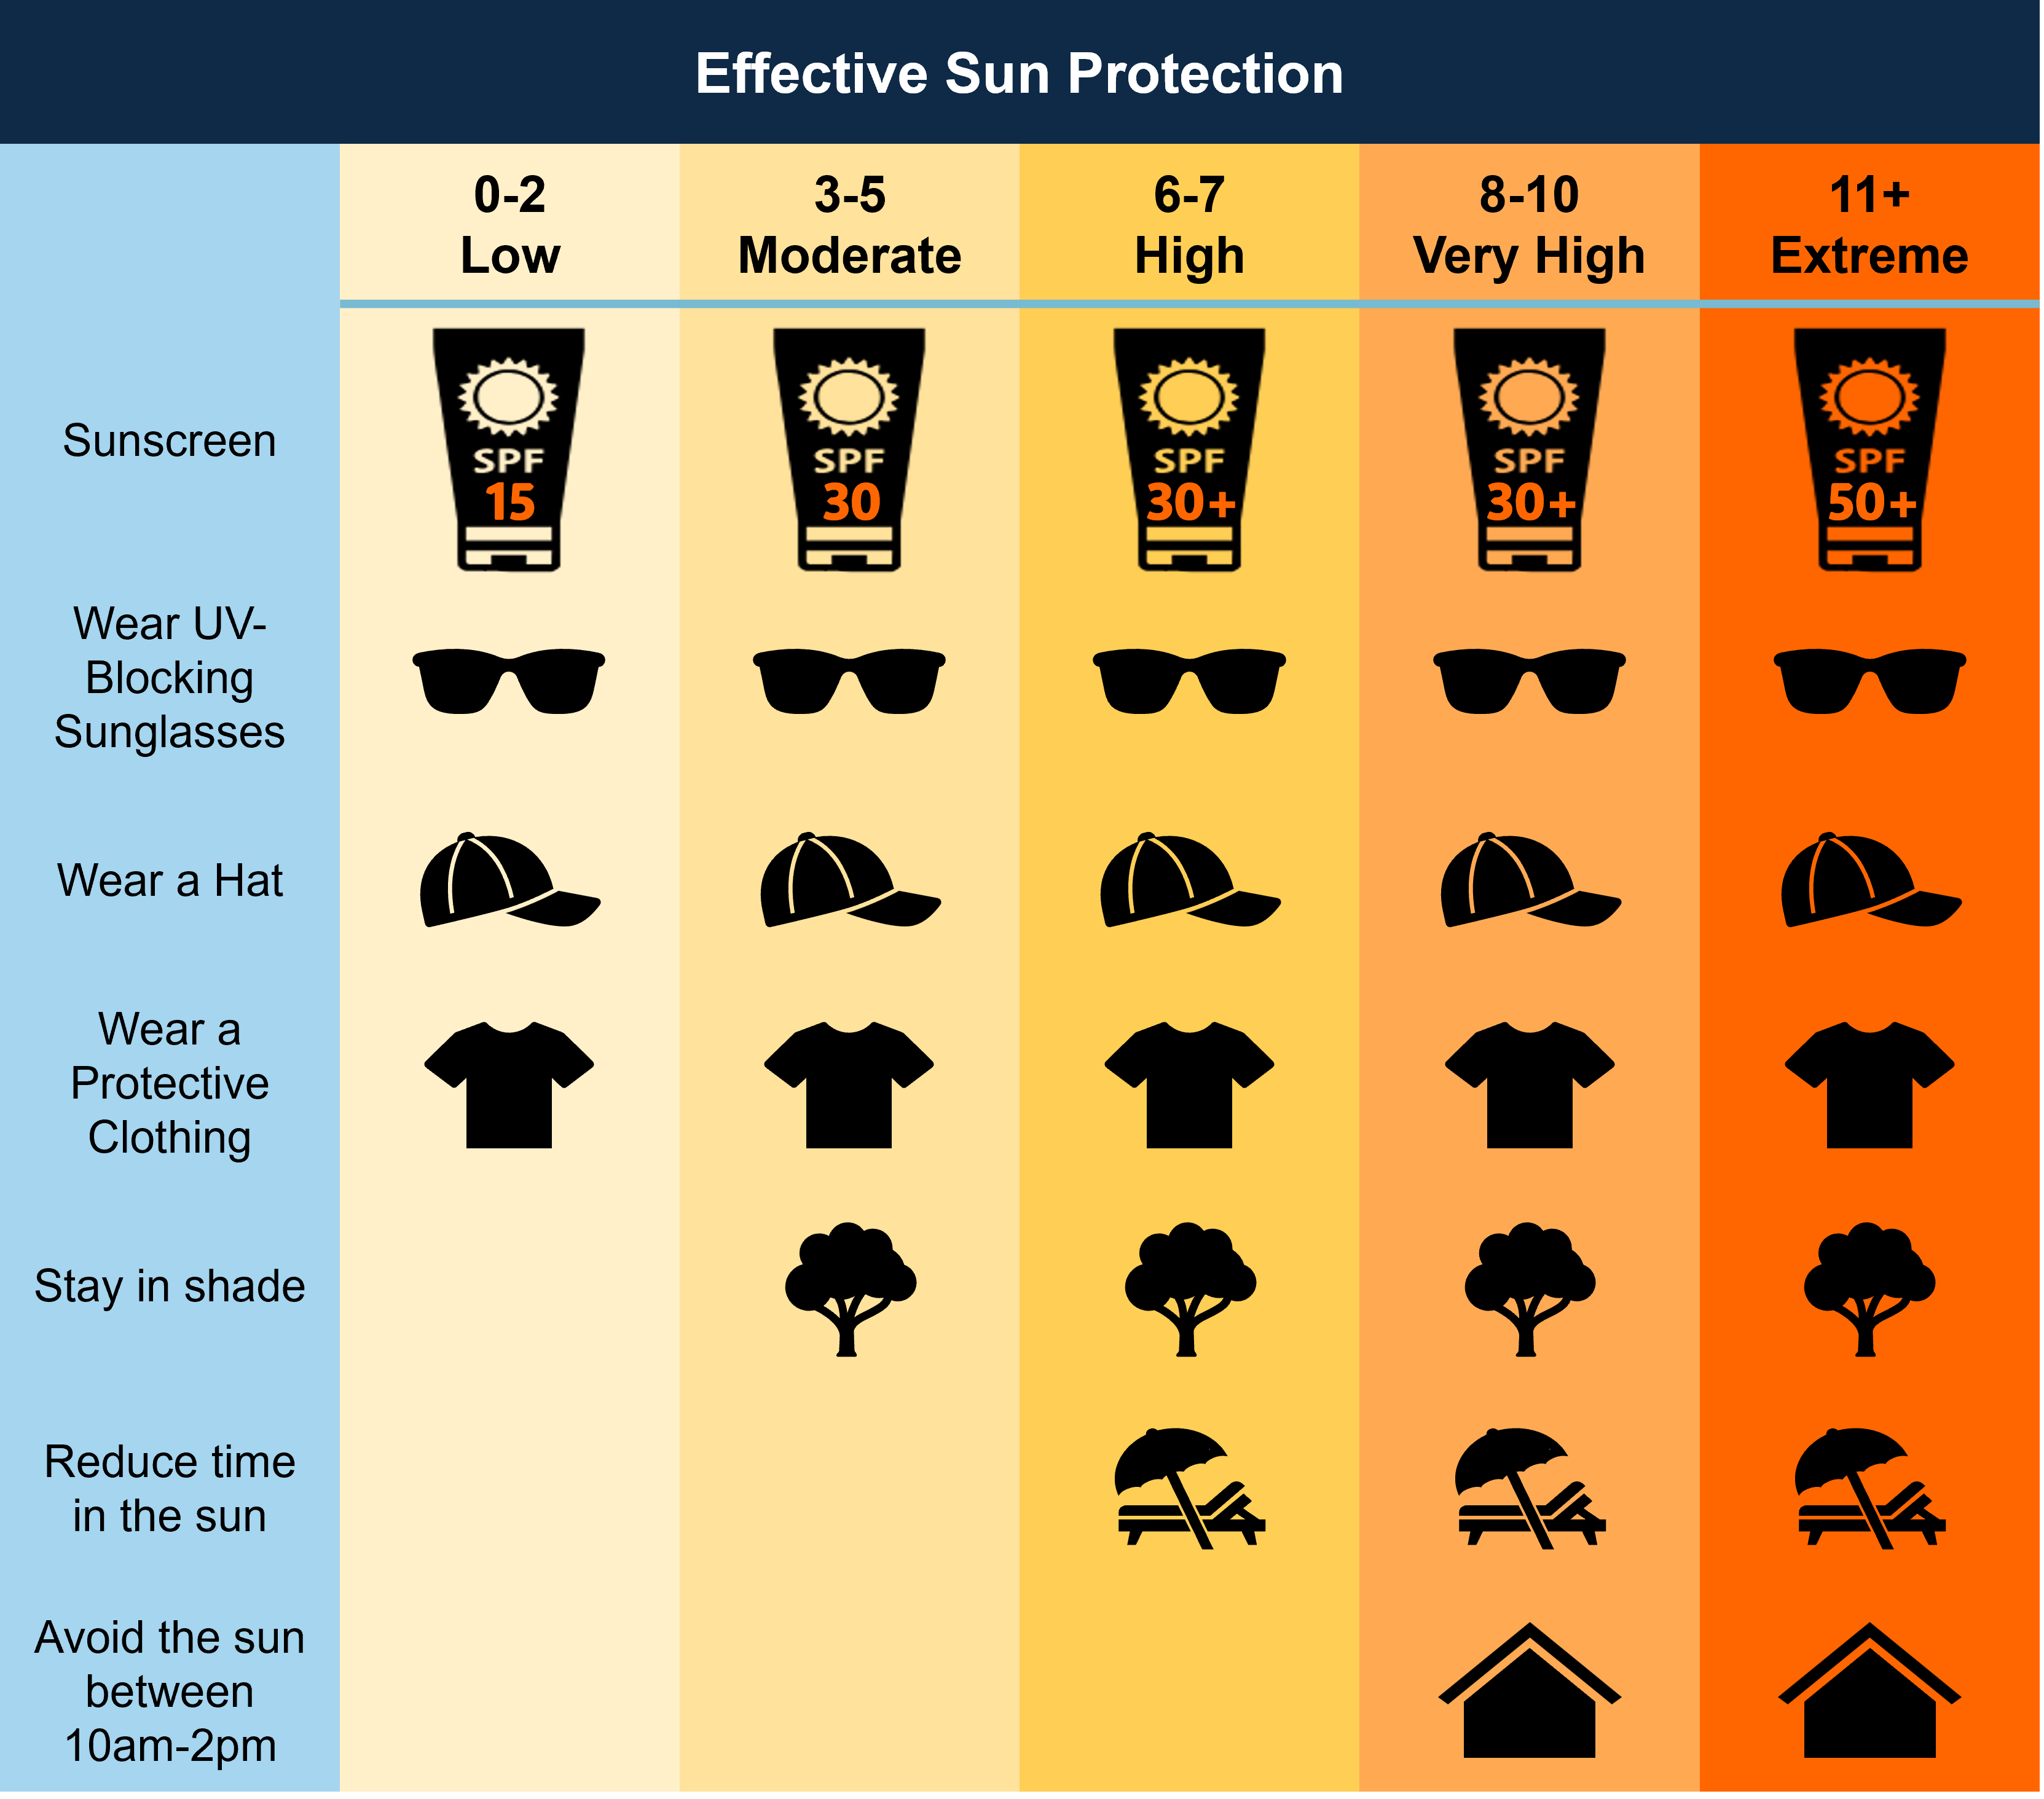 Effective Sun Protection
0-2
Low
3-5
Moderate
6-7
High
8-10
Very High
11+
Extreme
Sunscreen
SPF
15
SPF
30
SPF
30+
SPF
30+
SPF
50+
Wear UV-
Blocking
Sunglasses
Wear a Hat
Wear a
Protective
Clothing
Stay in shade
Reduce time
in the sun
Avoid the sun
between
10am-2pm